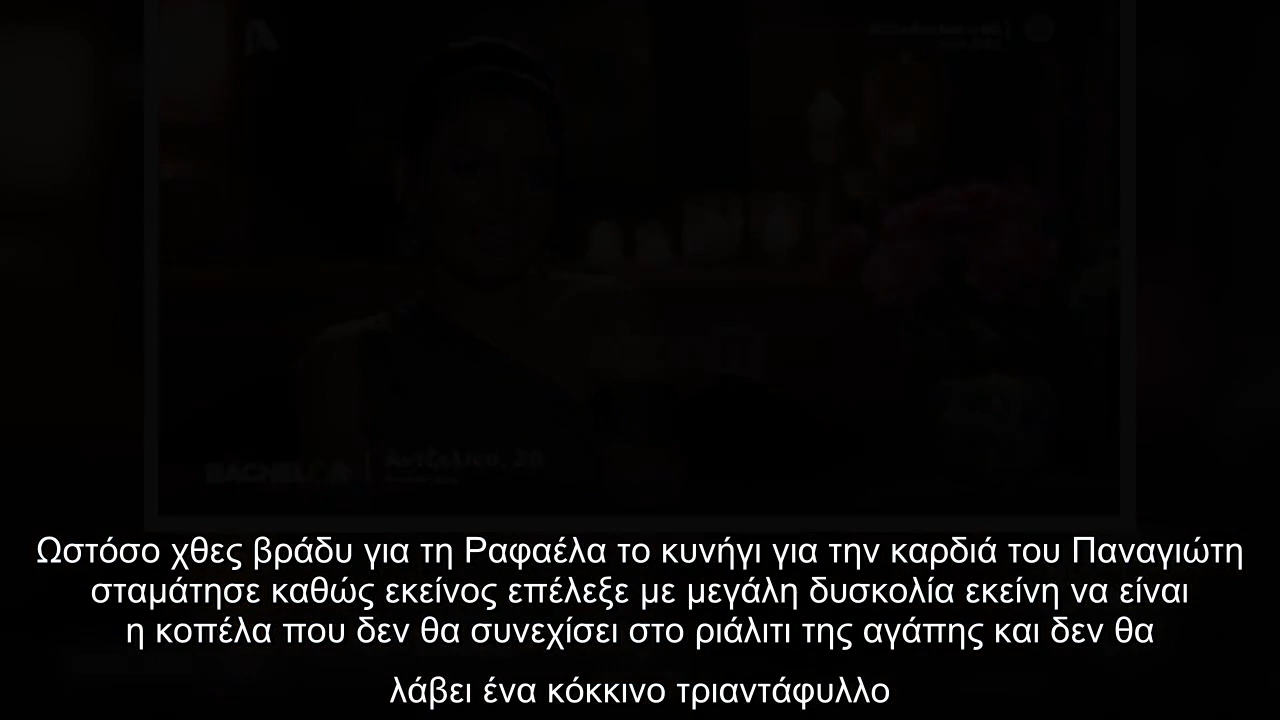 BACHELOR
Ωστόσο χθες βράδυ για τη Ραφαέλα το κυνήγι για την καρδιά του Παναγιώτη
σταμάτησε καθώς εκείνος επέλεξε με μεγάλη δυσκολία εκείνη να είναι
η κοπέλα που δεν θα συνεχίσει στο ριάλιτι της αγάπης και δεν θα
λάβει ένα κόκκινο τριαντάφυλλο